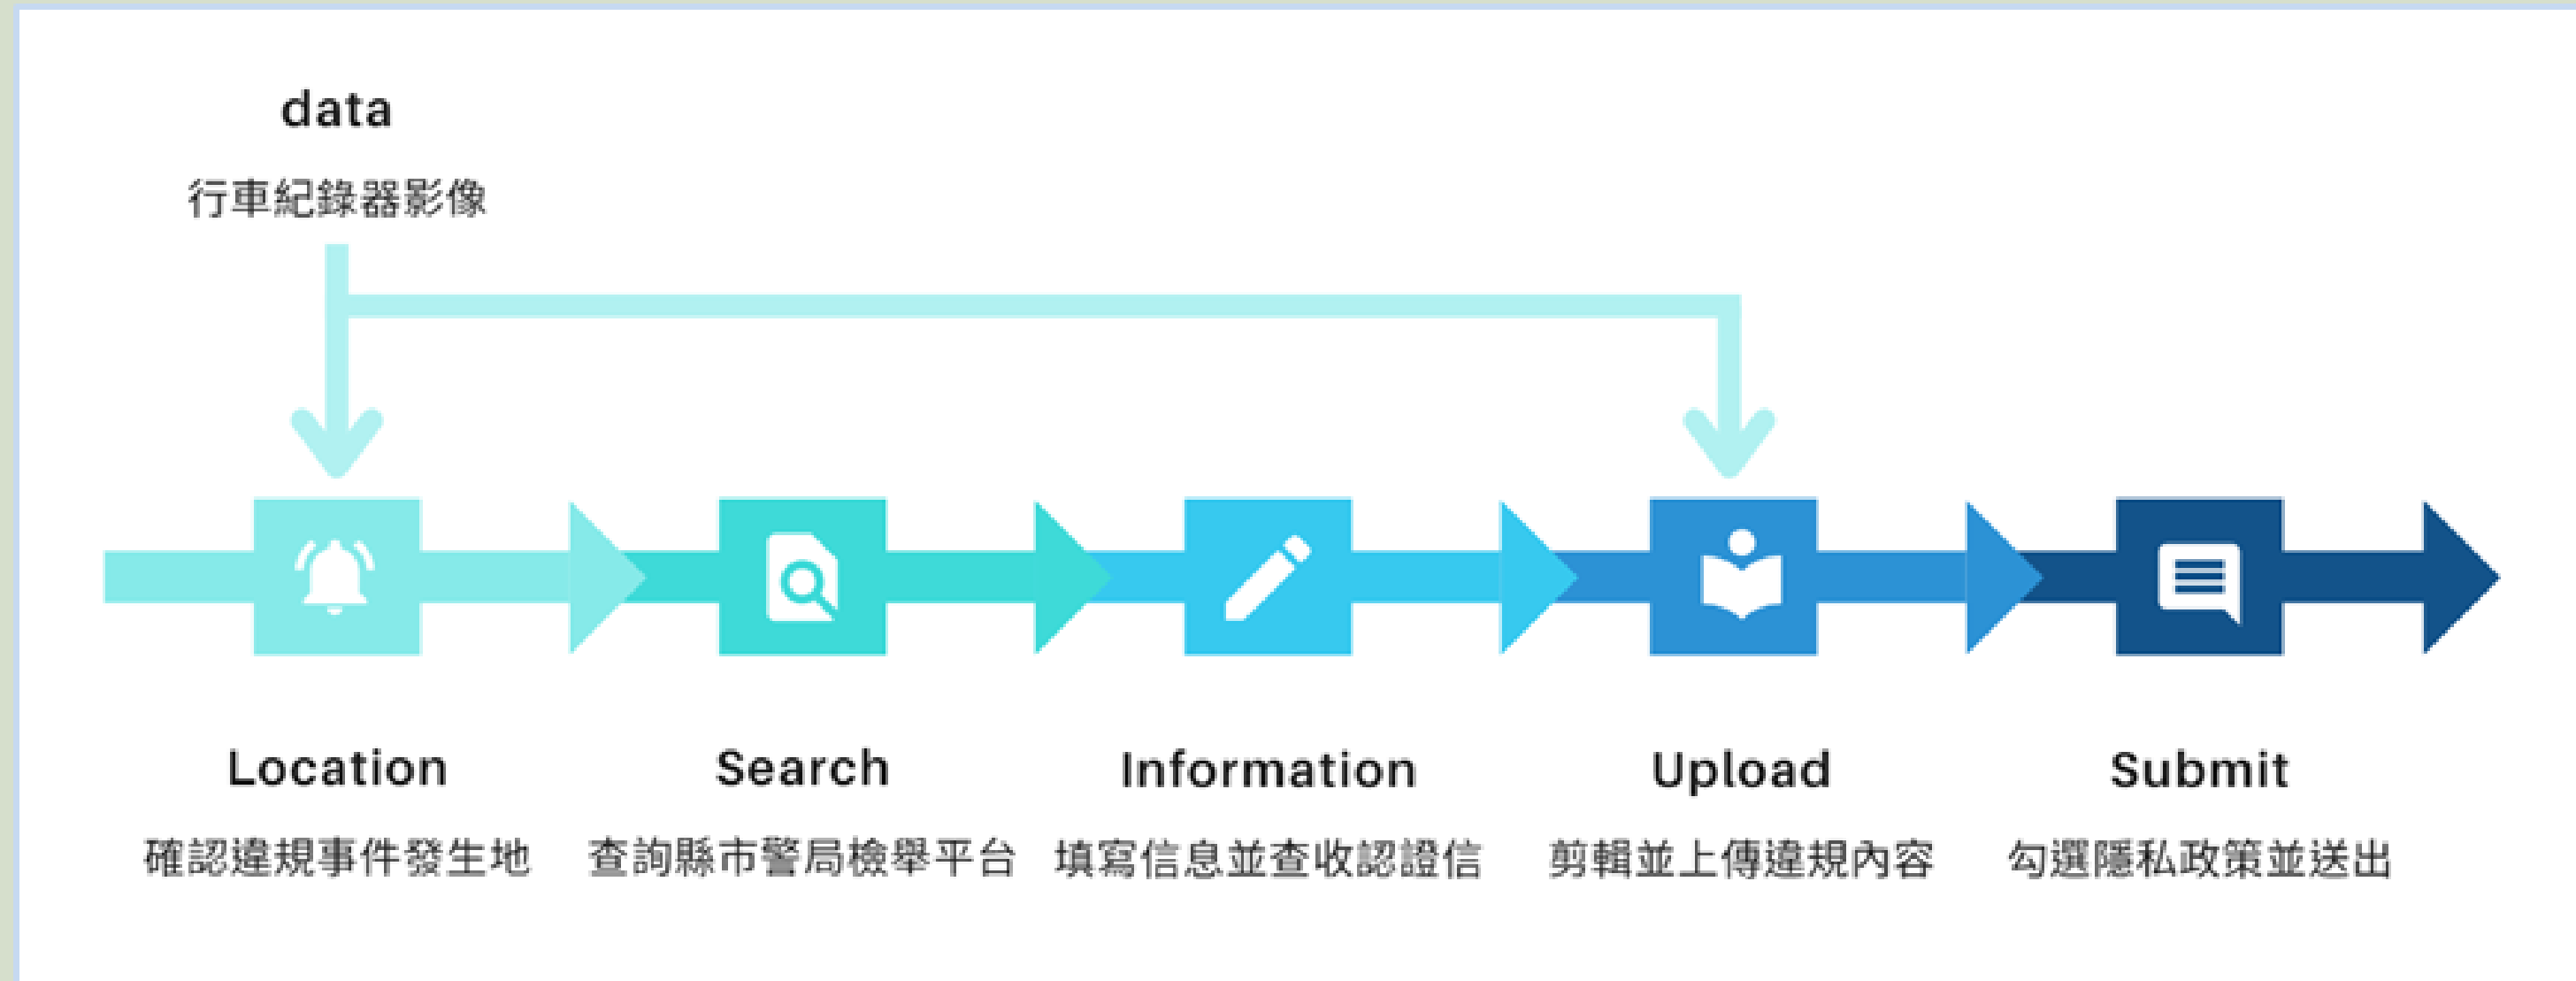 data
行車紀錄器影像
Location
確認違規事件發生地
Search
查詢縣市警局檢舉平台
Information
填寫信息並查收認證信
Upload
剪輯並上傳違規內容
Submit
勾選隱私政策並送出